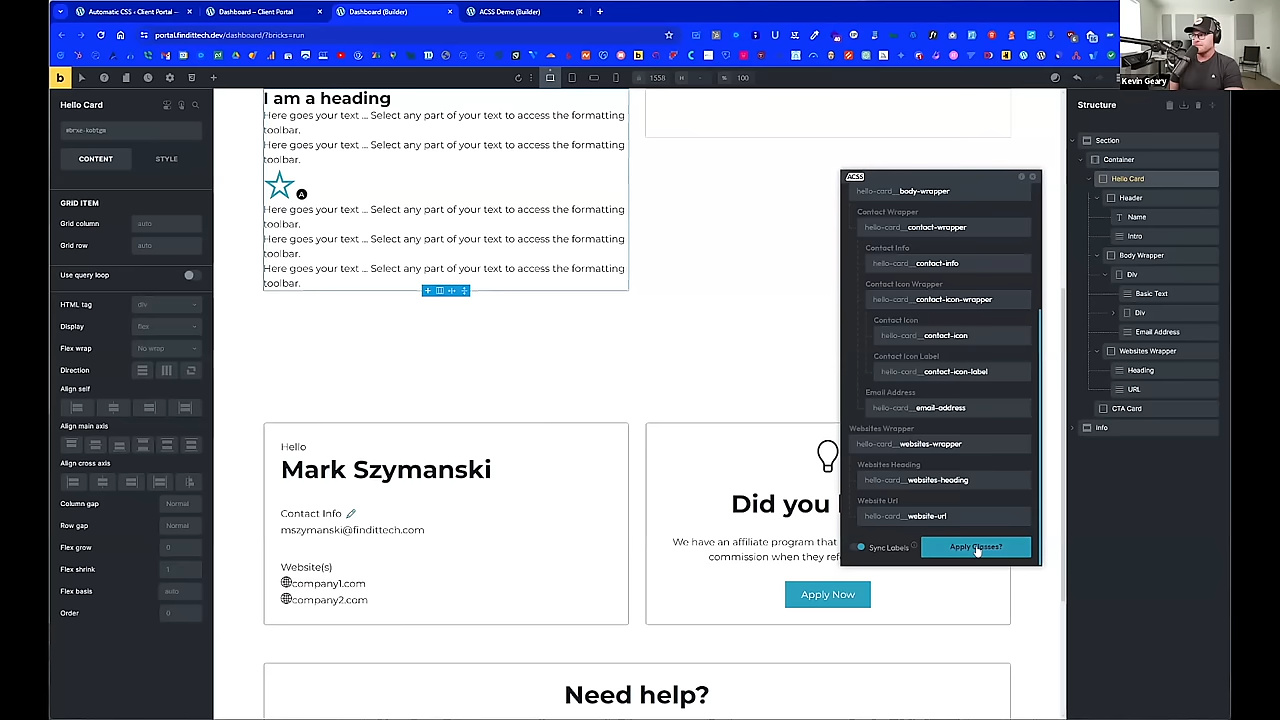 Automatic CSS ‹ Client Portal —
Dashboard – Client Portal
Dashboard (Builder)
ACSS Demo (Builder)
portal.findittech.dev/dashboard/?bricks=run
Kevin Geary
b
1558
H
-
%
100
Hello Card
#brxe-kobtgm
CONTENT
STYLE
GRID ITEM
Grid column
auto
Grid row
auto
Use query loop
HTML tag
div
Display
flex
Flex wrap
No wrap
Direction
Align self
Align main axis
Align cross axis
Column gap
Normal
Row gap
Normal
Flex grow
0
Flex shrink
1
Flex basis
auto
Order
0
I am a heading
Here goes your text ... Select any part of your text to access the formatting
toolbar.
Here goes your text ... Select any part of your text to access the formatting
toolbar.
A
Here goes your text ... Select any part of your text to access the formatting
toolbar.
Here goes your text ... Select any part of your text to access the formatting
toolbar.
Here goes your text ... Select any part of your text to access the formatting
toolbar.
Hello
Mark Szymanski
Contact Info
mszymanski@findittech.com
Website(s)
company1.com
company2.com
Did you
We have an affiliate program that
commission when they ref
Apply Now
Need help?
ACSS
hello-card__body-wrapper
Contact Wrapper
hello-card__contact-wrapper
Contact Info
hello-card__contact-info
Contact Icon Wrapper
hello-card__contact-icon-wrapper
Contact Icon
hello-card__contact-icon
Contact Icon Label
hello-card__contact-icon-label
Email Address
hello-card__email-address
Websites Wrapper
hello-card__websites-wrapper
Websites Heading
hello-card__websites-heading
Website Url
hello-card__website-url
Sync Labels
Apply Classes?
Structure
Section
Container
Hello Card
Header
Name
Intro
Body Wrapper
Div
Basic Text
Div
Email Address
Websites Wrapper
Heading
URL
CTA Card
Info